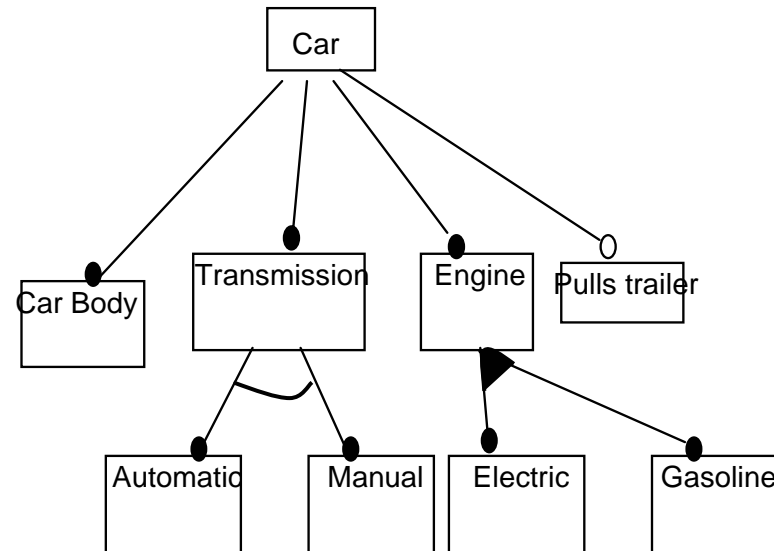 Car
Transmission
Engine
Pulls trailer
Car Body
Automatic
Manual
Electric
Gasoline